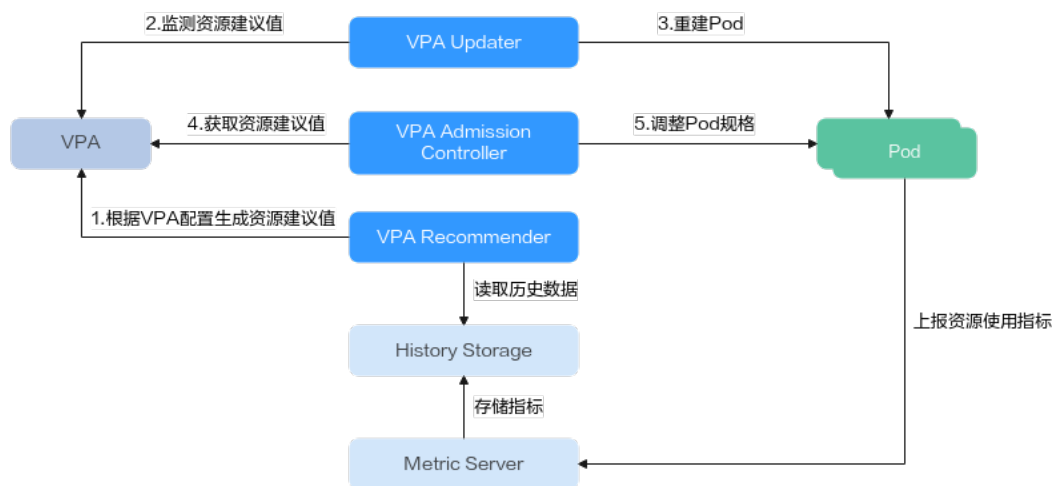 2.监测资源建议值
VPA Updater
3.重建Pod
VPA
4.获取资源建议值
VPA Admission
Controller
5.调整Pod规格
Pod
1.根据VPA配置生成资源建议值
VPA Recommender
读取历史数据
上报资源使用指标
History Storage
存储指标
Metric Server